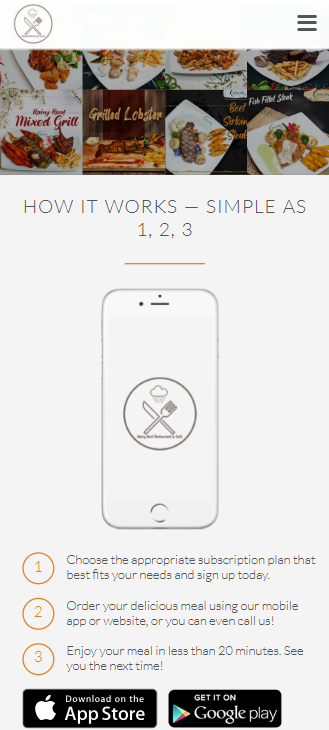 Rainy Roof
Mixed Grill
Grilled Lobster
Beef
Sirloin
Steak
Fish Fillet Steak
HOW IT WORKS — SIMPLE AS
1, 2, 3
Rainy Roof Restaurant & Grills
1 Choose the appropriate subscription plan that
best fits your needs and sign up today.
2 Order your delicious meal using our mobile
app or website, or you can even call us!
3 Enjoy your meal in less than 20 minutes. See
you the next time!
Download on the
App Store
GET IT ON
Google play